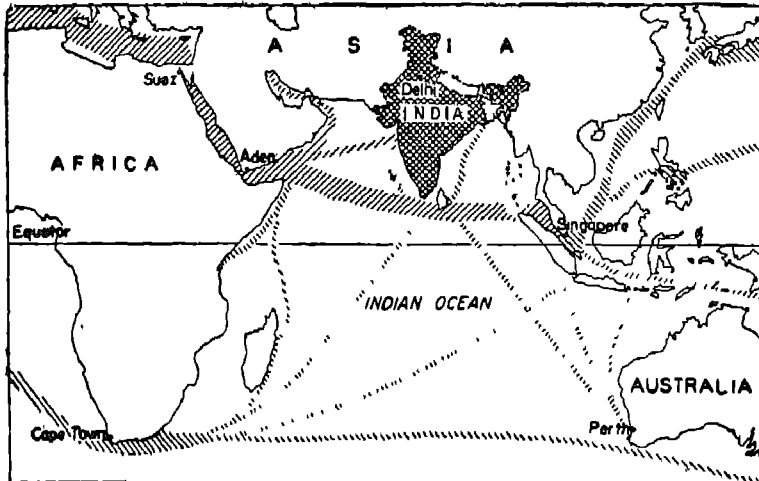 A S I A
Suez
Delhi
INDIA
Aden
AFRICA
Singapore
Equator
INDIAN OCEAN
AUSTRALIA
Cape Town
Perth